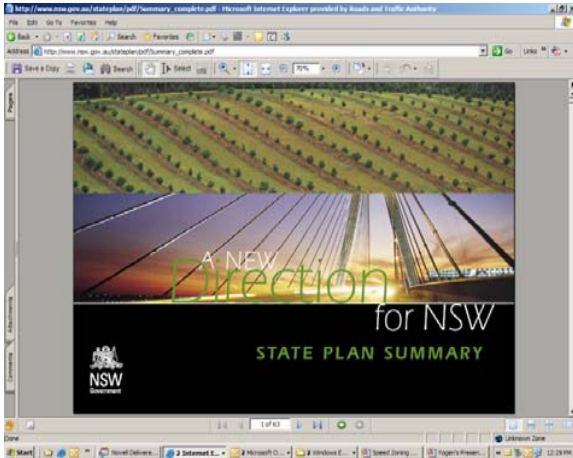 http://www.nsw.gov.au/stateplan/pdf/Summary_complete.pdf - Microsoft Internet Explorer provided by Roads and Traffic Authority
File Edit Go To Favorites Help
Back Search Favorites
Address http://www.nsw.gov.au/stateplan/pdf/Summary_complete.pdf Go Links
Save a Copy Search Select 70%
Pages
A NEW
Direction
for NSW
STATE PLAN SUMMARY
NSW
Government
Attachments
Comments
1 of 63
Done Unknown Zone
Start Novell Delivere... 2 Internet E... 2 Microsoft O... 2 Windows E... Speed Zoning ... Yogen's Presen... 12:29 PM